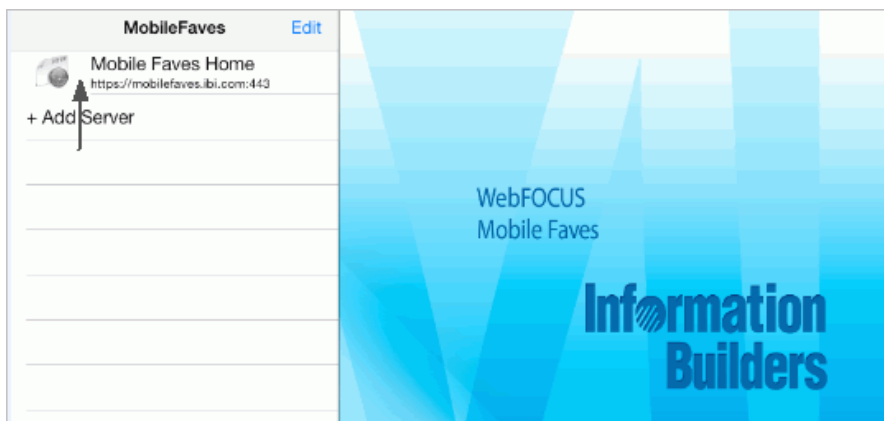 MobileFaves Edit
Mobile Faves Home
https://mobilefaves.ibi.com:443
+ Add Server
WebFOCUS
Mobile Faves
Information
Builders